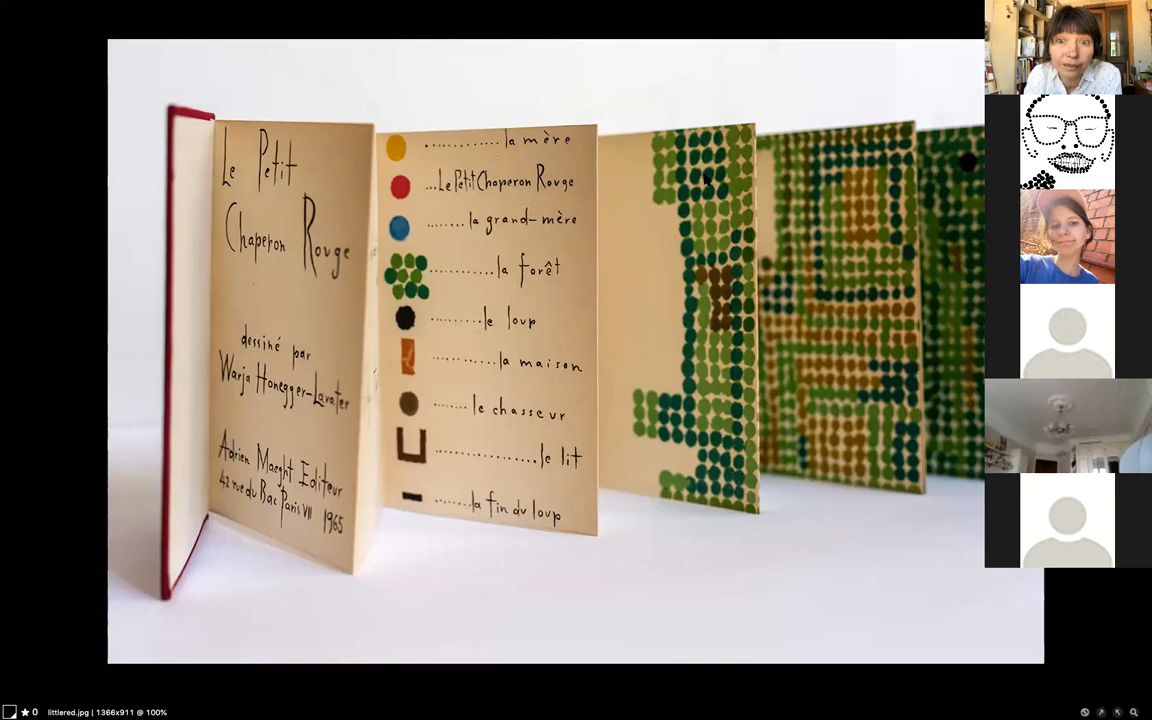 Le Petit
Chaperon
Rouge
dessiné par
Warja Honegger-Lavater
Adrien Maeght Editeur
42 rue du Bac Paris VII 1965
............la mère
...Le Petit Chaperon Rouge
........la grand-mère
............la forêt
.........le loup
............la maison
.......le chasseur
................le lit
........la fin du loup
0 littlered.jpg | 1366x911 @ 100%